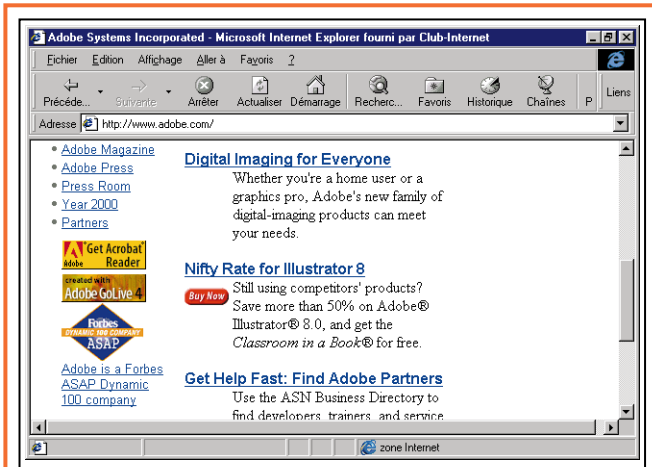 Adobe Systems Incorporated - Microsoft Internet Explorer fourni par Club-Internet
Fichier Edition Affichage Aller à Favoris ?
Précéde... Suivante Arrêter Actualiser Démarrage Recherc... Favoris Historique Chaînes P Liens
Adresse http://www.adobe.com/
Adobe Magazine
Adobe Press
Press Room
Year 2000
Partners
Get Acrobat
Adobe Reader
created with
Adobe GoLive 4
Forbes
DYNAMIC 100 COMPANY
ASAP
Adobe is a Forbes
ASAP Dynamic
100 company
Digital Imaging for Everyone
Whether you're a home user or a
graphics pro, Adobe's new family of
digital-imaging products can meet
your needs.
Nifty Rate for Illustrator 8
Buy Now
Still using competitors' products?
Save more than 50% on Adobe®
Illustrator® 8.0, and get the
Classroom in a Book® for free.
Get Help Fast: Find Adobe Partners
Use the ASN Business Directory to
find developers, trainers, and service
zone Internet